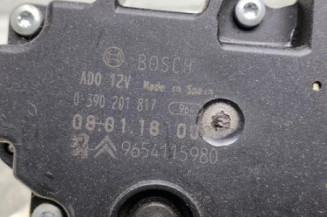 BOSCH
ADO 12V Made in Spain
0 390 201 817
08.01.18
9654115980